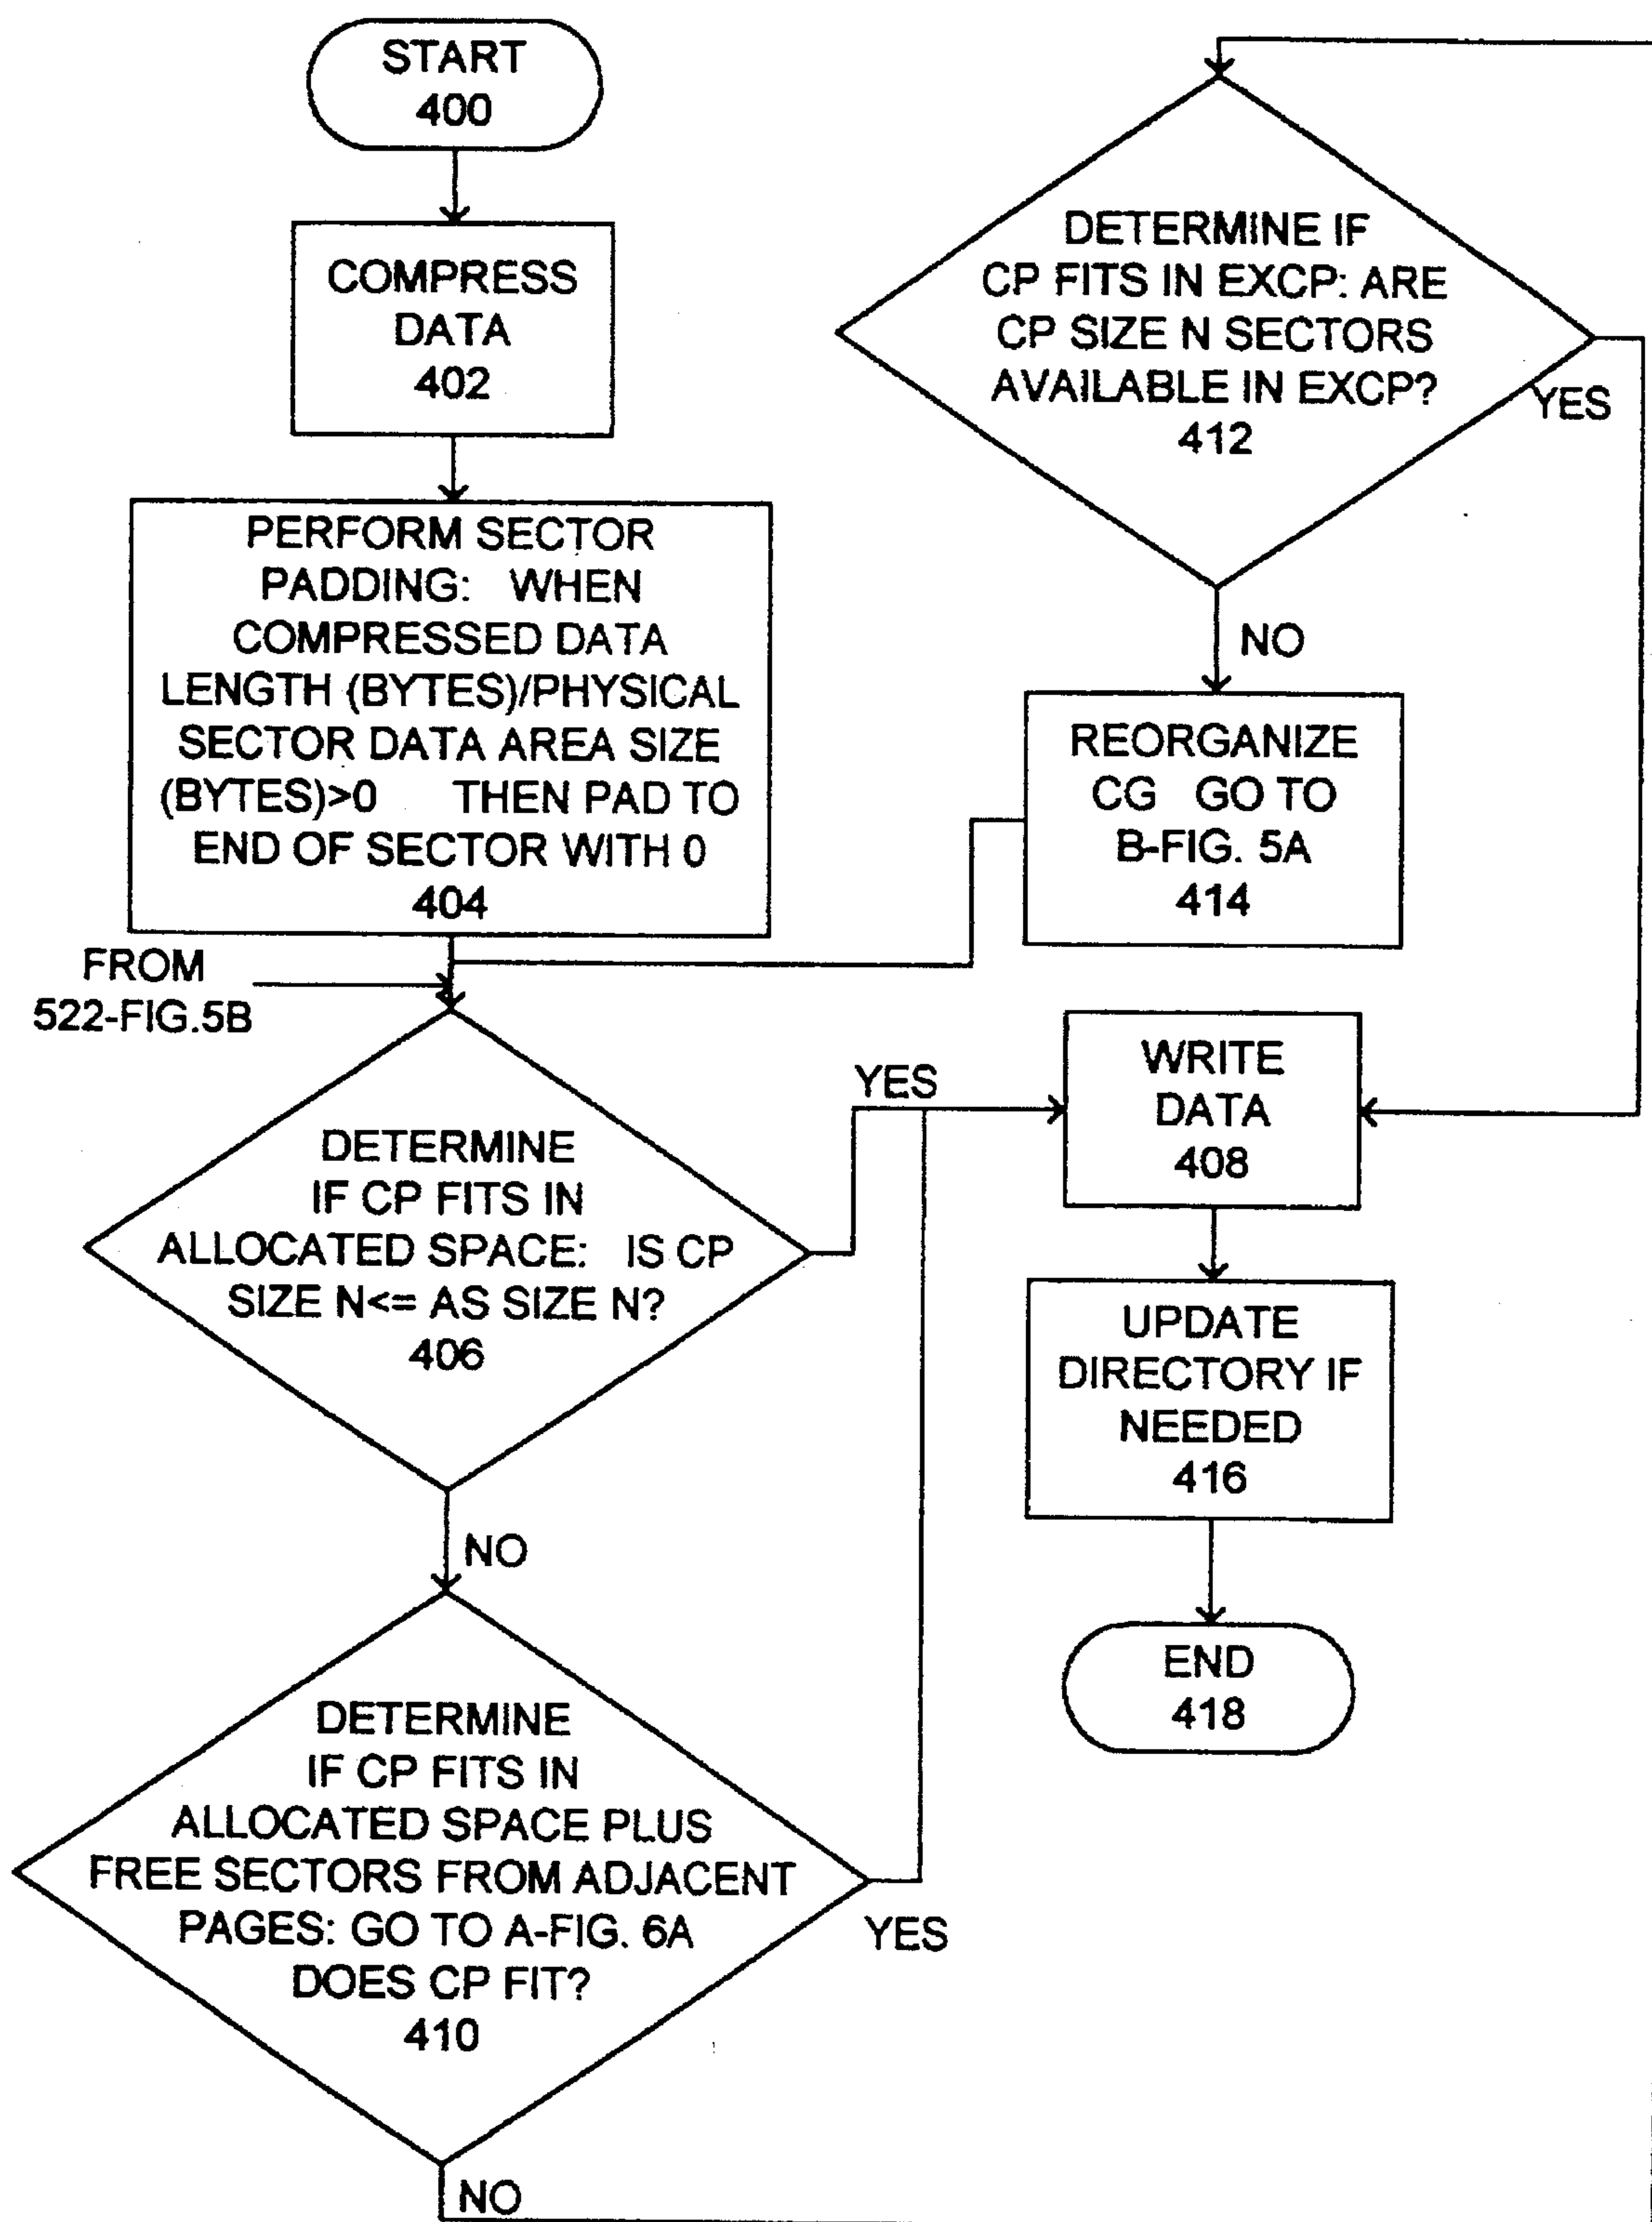 START
400
COMPRESS
DATA
402
PERFORM SECTOR
PADDING: WHEN
COMPRESSED DATA
LENGTH (BYTES)/PHYSICAL
SECTOR DATA AREA SIZE
(BYTES)>0 THEN PAD TO
END OF SECTOR WITH 0
404
FROM
522-FIG.5B
DETERMINE
IF CP FITS IN
ALLOCATED SPACE: IS CP
SIZE N<= AS SIZE N?
406
YES
NO
DETERMINE
IF CP FITS IN
ALLOCATED SPACE PLUS
FREE SECTORS FROM ADJACENT
PAGES: GO TO A-FIG. 6A
DOES CP FIT?
410
YES
NO
DETERMINE IF
CP FITS IN EXCP: ARE
CP SIZE N SECTORS
AVAILABLE IN EXCP?
412
YES
NO
REORGANIZE
CG GO TO
B-FIG. 5A
414
WRITE
DATA
408
UPDATE
DIRECTORY IF
NEEDED
416
END
418